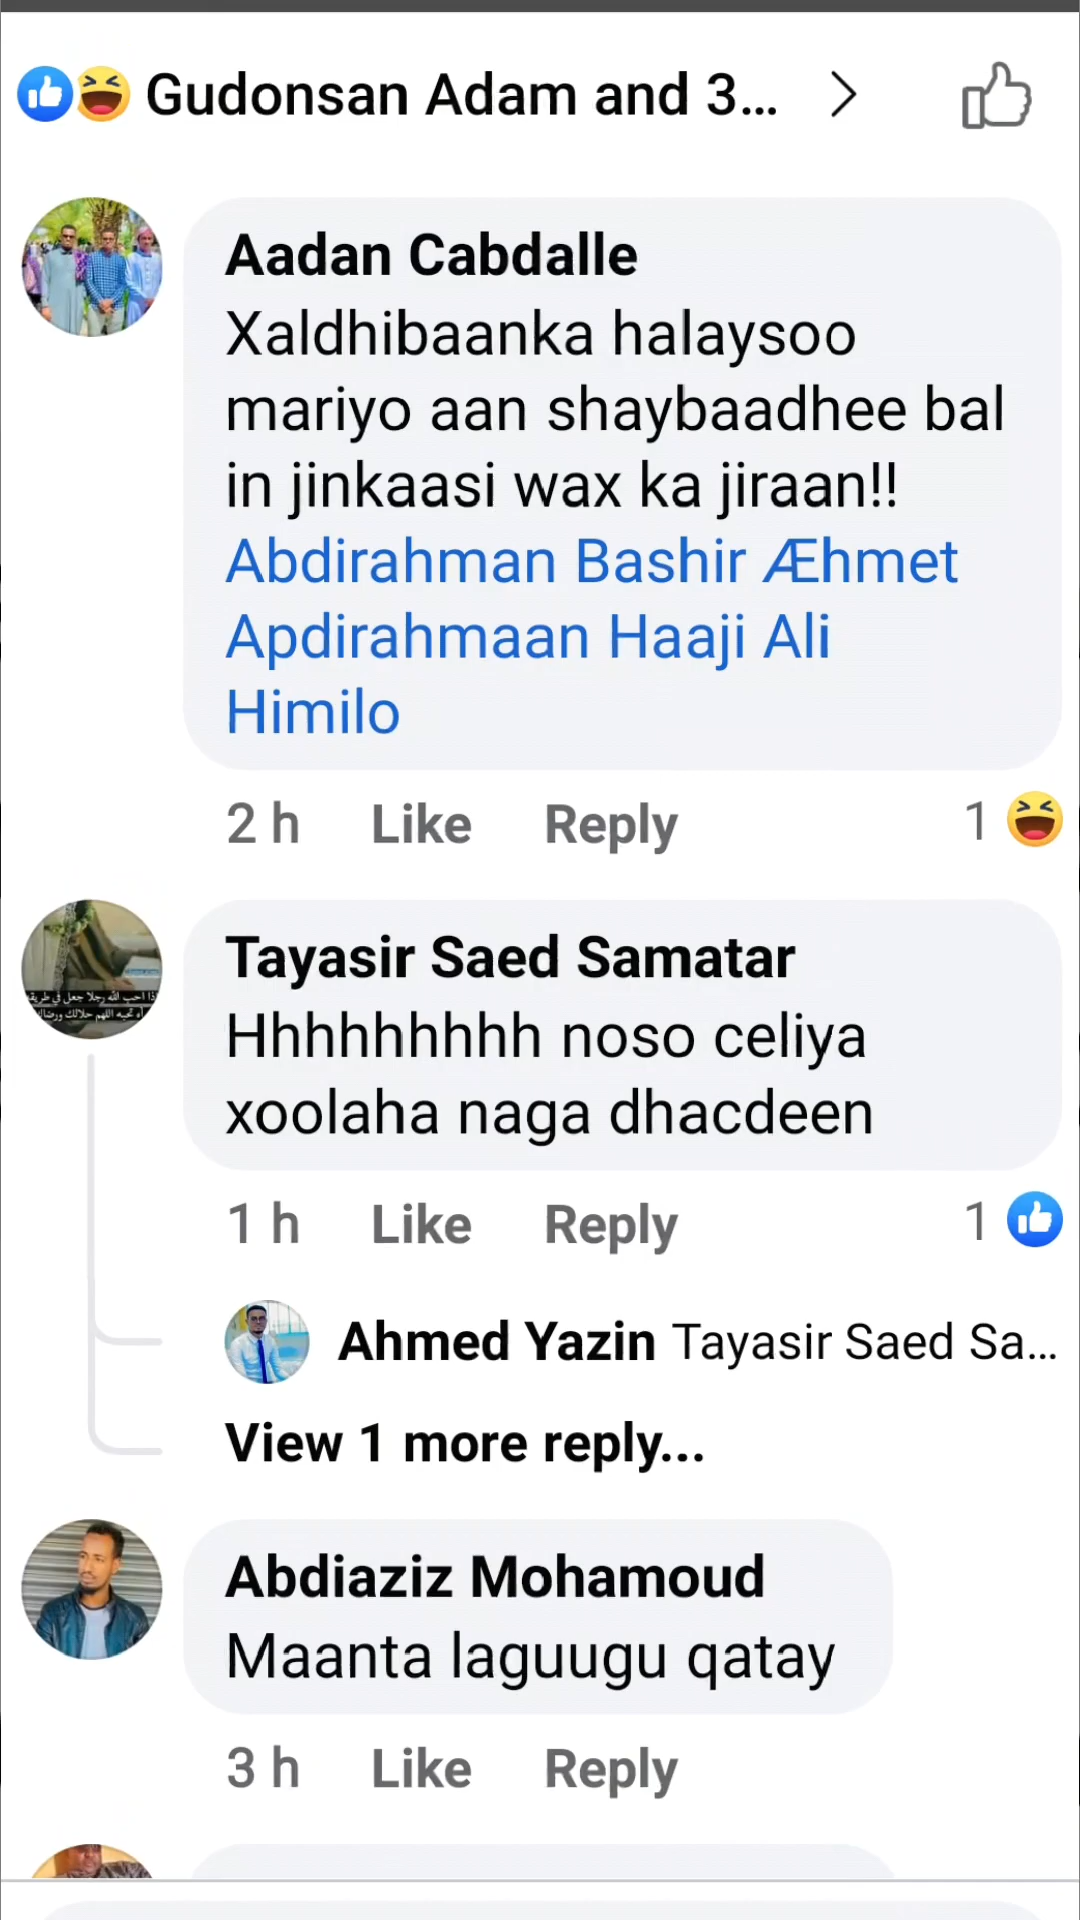 Gudonsan Adam and 3...
Aadan Cabdalle
Xaldhibaanka halaysoo
mariyo aan shaybaadhee bal
in jinkaasi wax ka jiraan!!
Abdirahman Bashir Æhmet
Apdirahmaan Haaji Ali
Himilo
2 h Like Reply 1
Tayasir Saed Samatar
Hhhhhhhhh noso celiya
xoolaha naga dhacdeen
1 h Like Reply 1
Ahmed Yazin Tayasir Saed Sa...
View 1 more reply...
Abdiaziz Mohamoud
Maanta laguugu qatay
3 h Like Reply